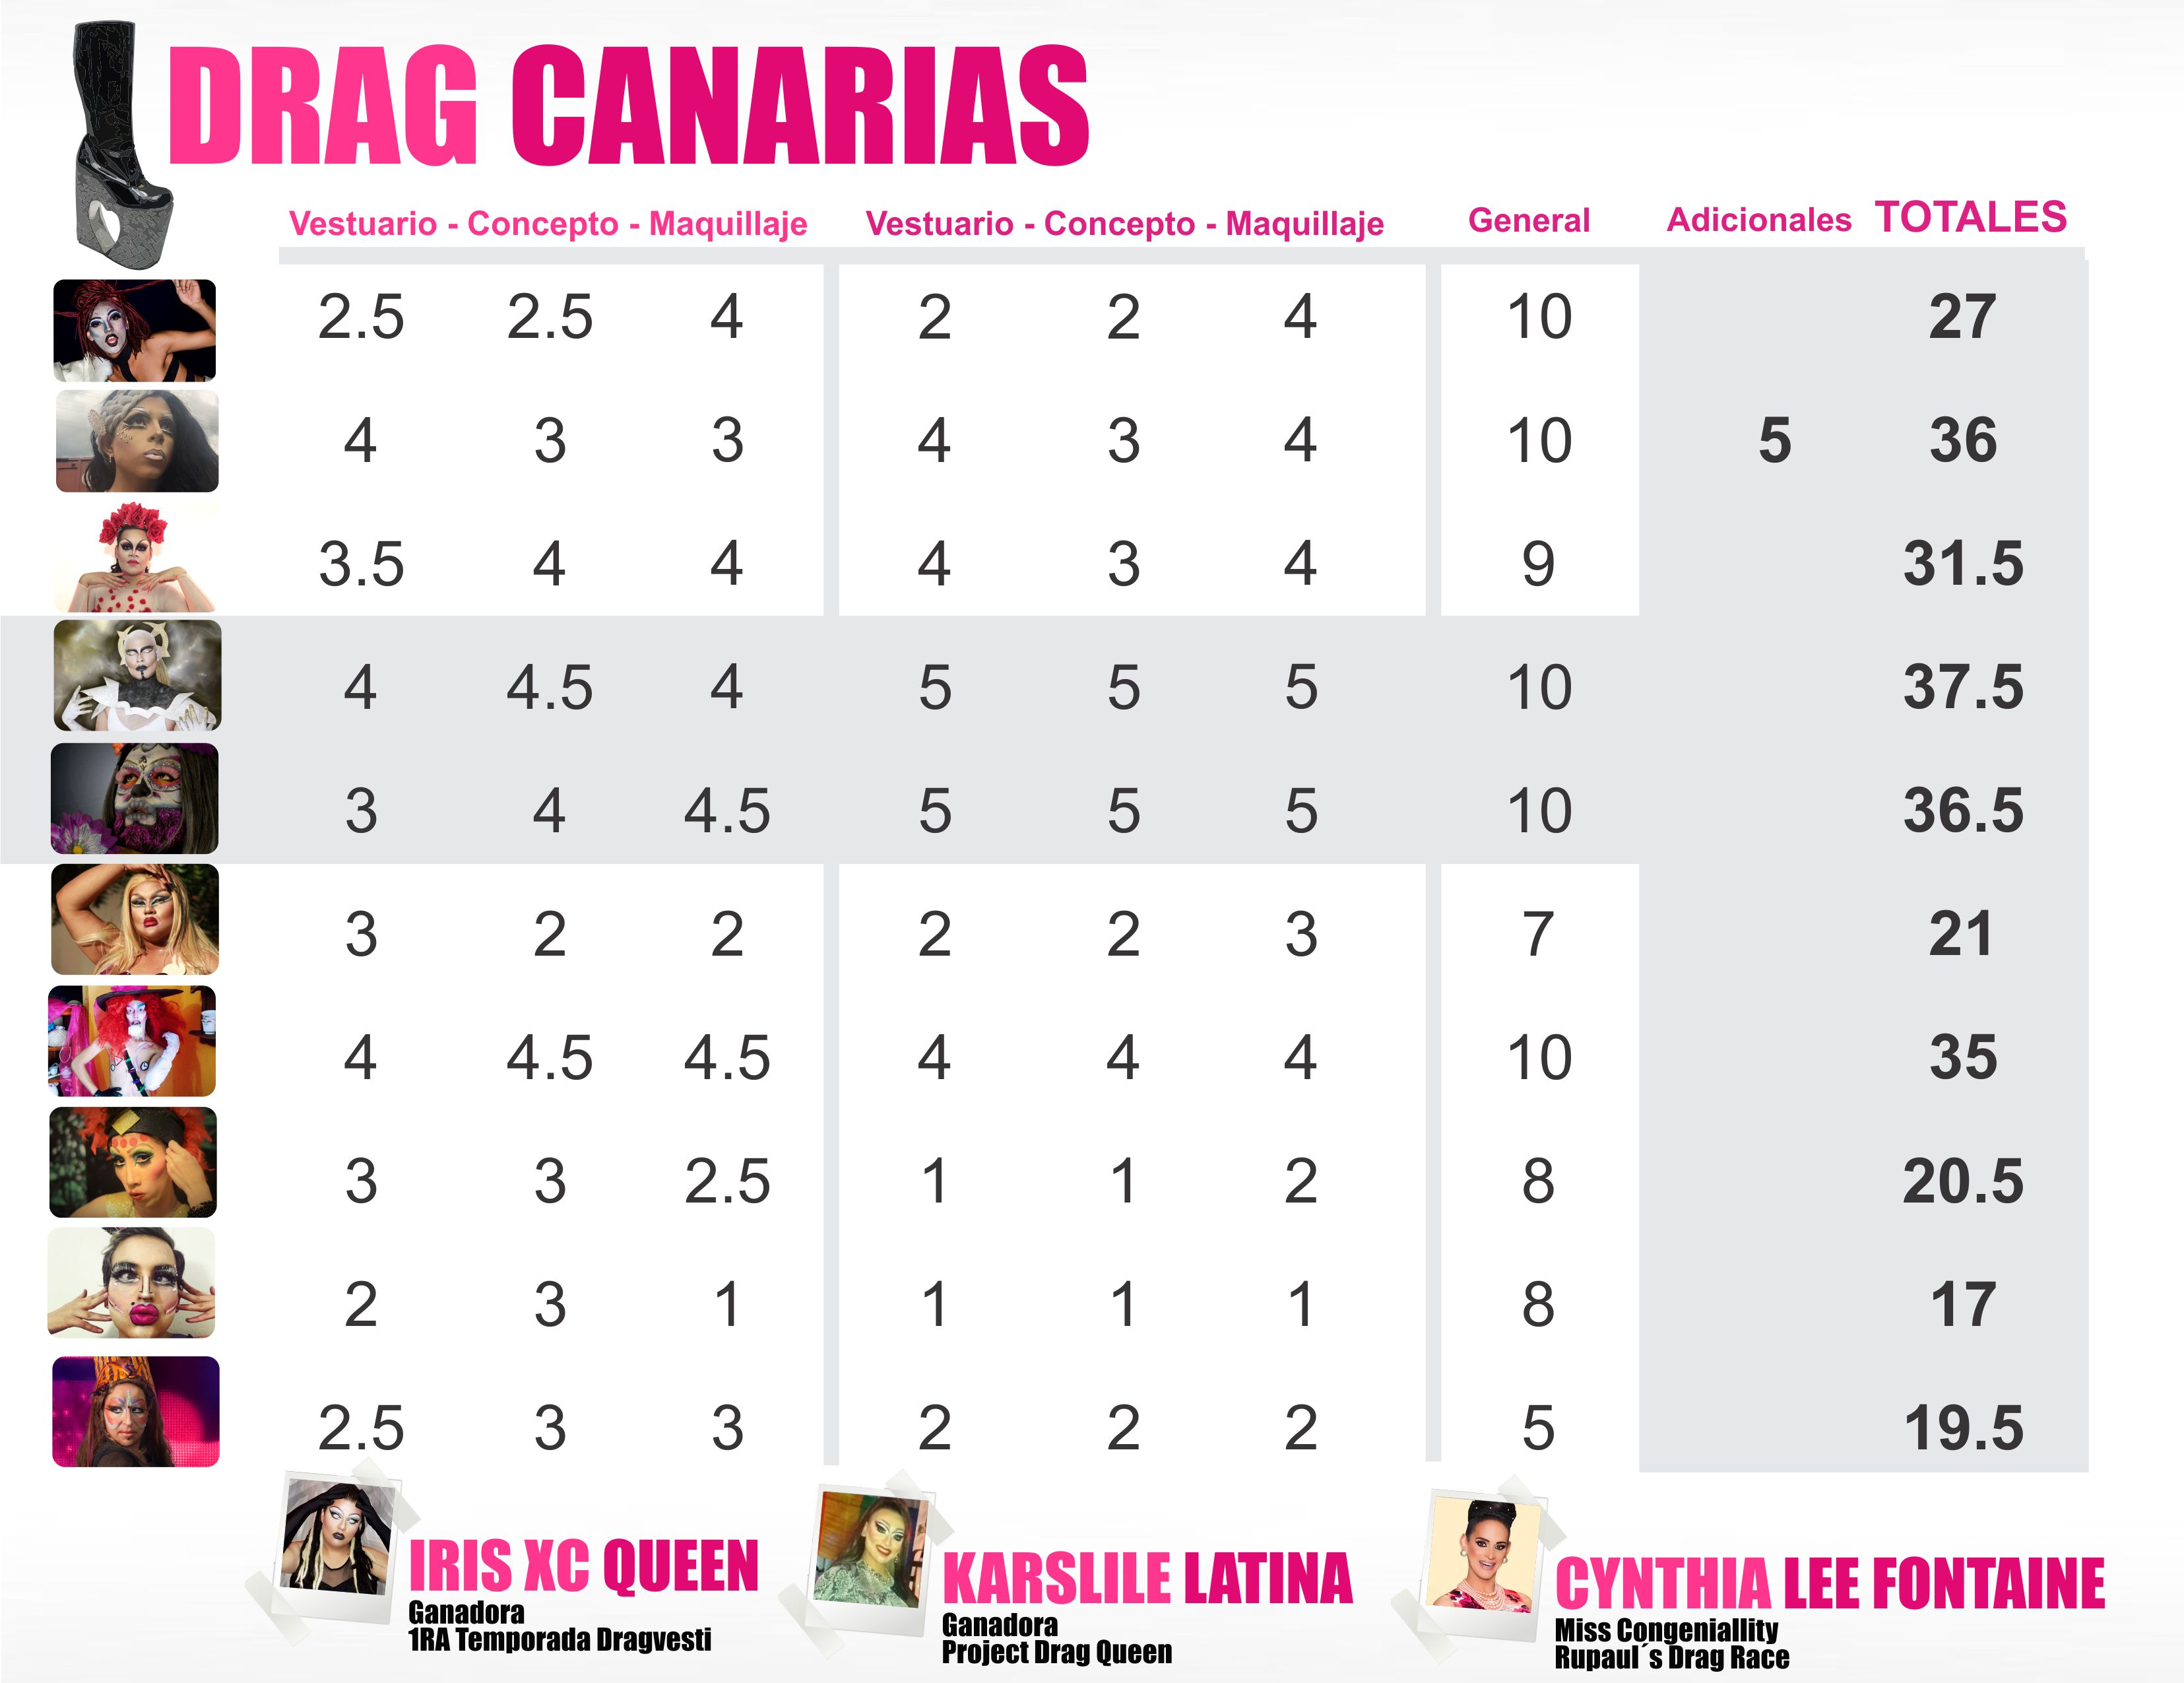 DRAG CANARIAS
Vestuario - Concepto - Maquillaje Vestuario - Concepto - Maquillaje General Adicionales TOTALES
2.5 2.5 4 2 2 4 10 27
4 3 3 4 3 4 10 5 36
3.5 4 4 4 3 4 9 31.5
4 4.5 4 5 5 5 10 37.5
3 4 4.5 5 5 5 10 36.5
3 2 2 2 2 3 7 21
4 4.5 4.5 4 4 4 10 35
3 3 2.5 1 1 2 8 20.5
2 3 1 1 1 1 8 17
2.5 3 3 2 2 2 5 19.5
IRIS XC QUEEN
Ganadora
1RA Temporada Dragvesti
KARSLILE LATINA
Ganadora
Project Drag Queen
CYNTHIA LEE FONTAINE
Miss Congeniallity
Rupaul´s Drag Race